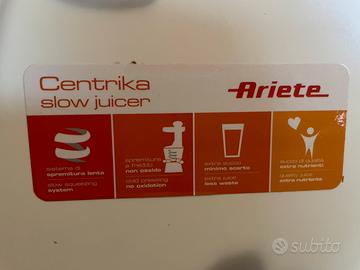 Centrika
slow juicer
Ariete
sistema di
spremitura lenta
slow squeezing
system
spremitura
a freddo
non ossida
cold pressing
no oxidation
extra succo
minimo scarto
extra juice
less waste
succo di qualità
extra nutrienti
quality juice
extra nutrients
subito